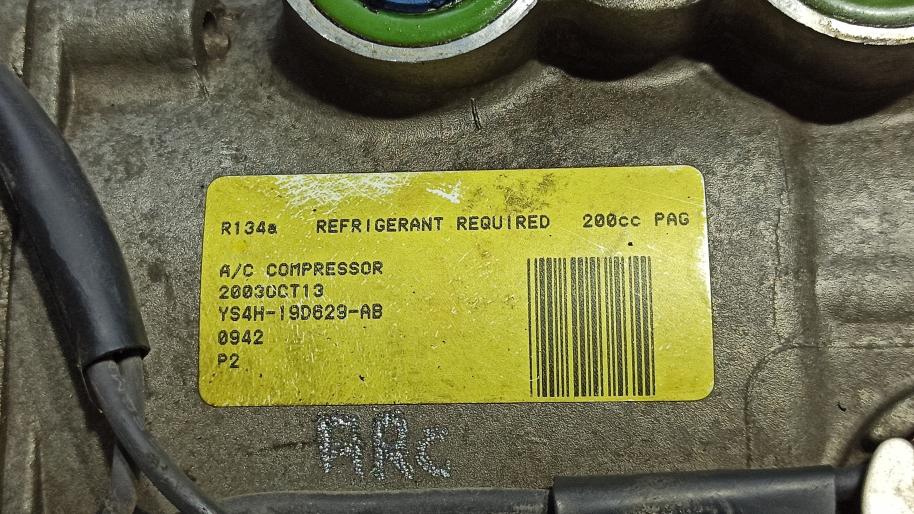 R134a REFRIGERANT REQUIRED 200cc PAG
A/C COMPRESSOR
2003OCT13
YS4H-19D629-AB
0942
P2
ARC